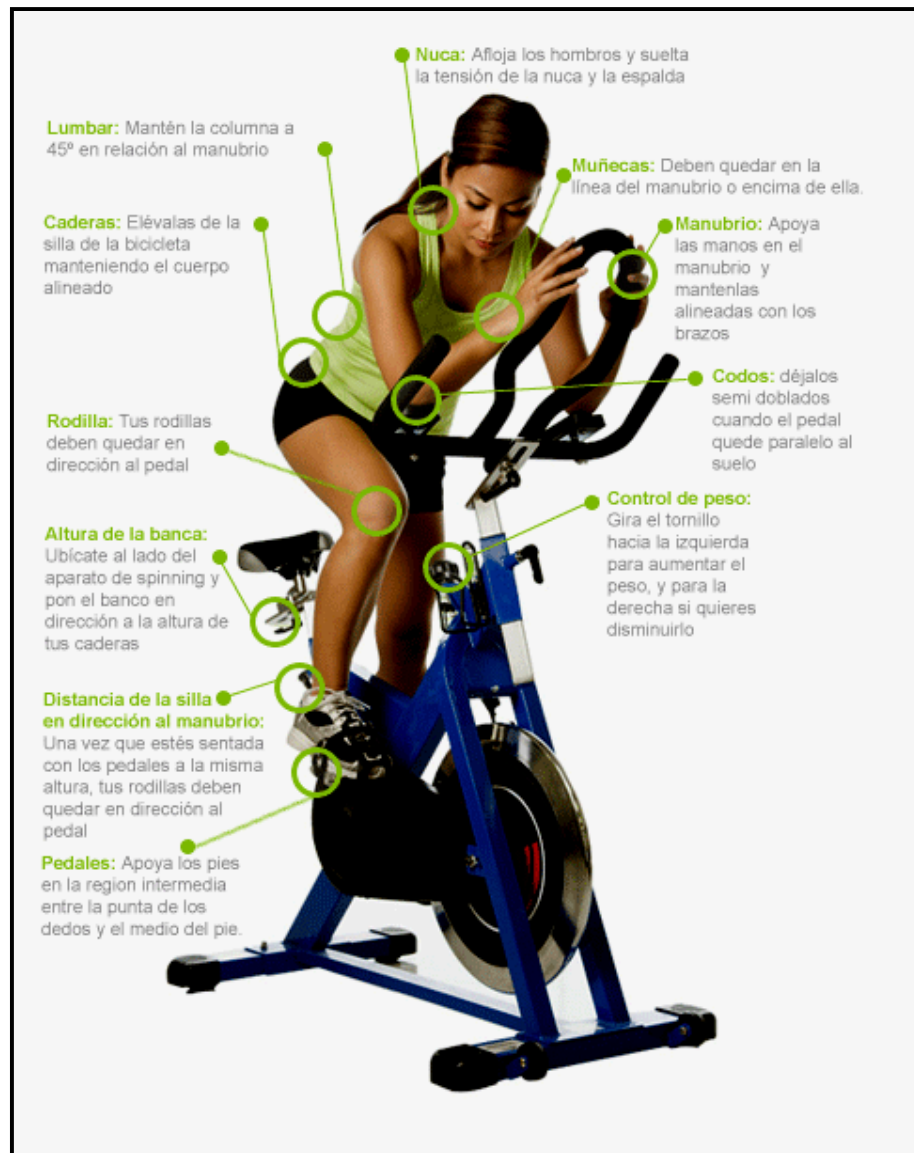 Nuca: Afloja los hombros y suelta
la tensión de la nuca y la espalda
Lumbar: Mantén la columna a
45º en relación al manubrio
Muñecas: Deben quedar en la
línea del manubrio o encima de ella.
Caderas: Elévalas de la
silla de la bicicleta
manteniendo el cuerpo
alineado
Manubrio: Apoya
las manos en el
manubrio y
mantenlas
alineadas con los
brazos
Codos: déjalos
semi doblados
cuando el pedal
quede paralelo al
suelo
Rodilla: Tus rodillas
deben quedar en
dirección al pedal
Control de peso:
Gira el tornillo
hacia la izquierda
para aumentar el
peso, y para la
derecha si quieres
disminuirlo
Altura de la banca:
Ubícate al lado del
aparato de spinning y
pon el banco en
dirección a la altura de
tus caderas
Distancia de la silla
en dirección al manubrio:
Una vez que estés sentada
con los pedales a la misma
altura, tus rodillas deben
quedar en dirección al
pedal
Pedales: Apoya los pies
en la region intermedia
entre la punta de los
dedos y el medio del pie.